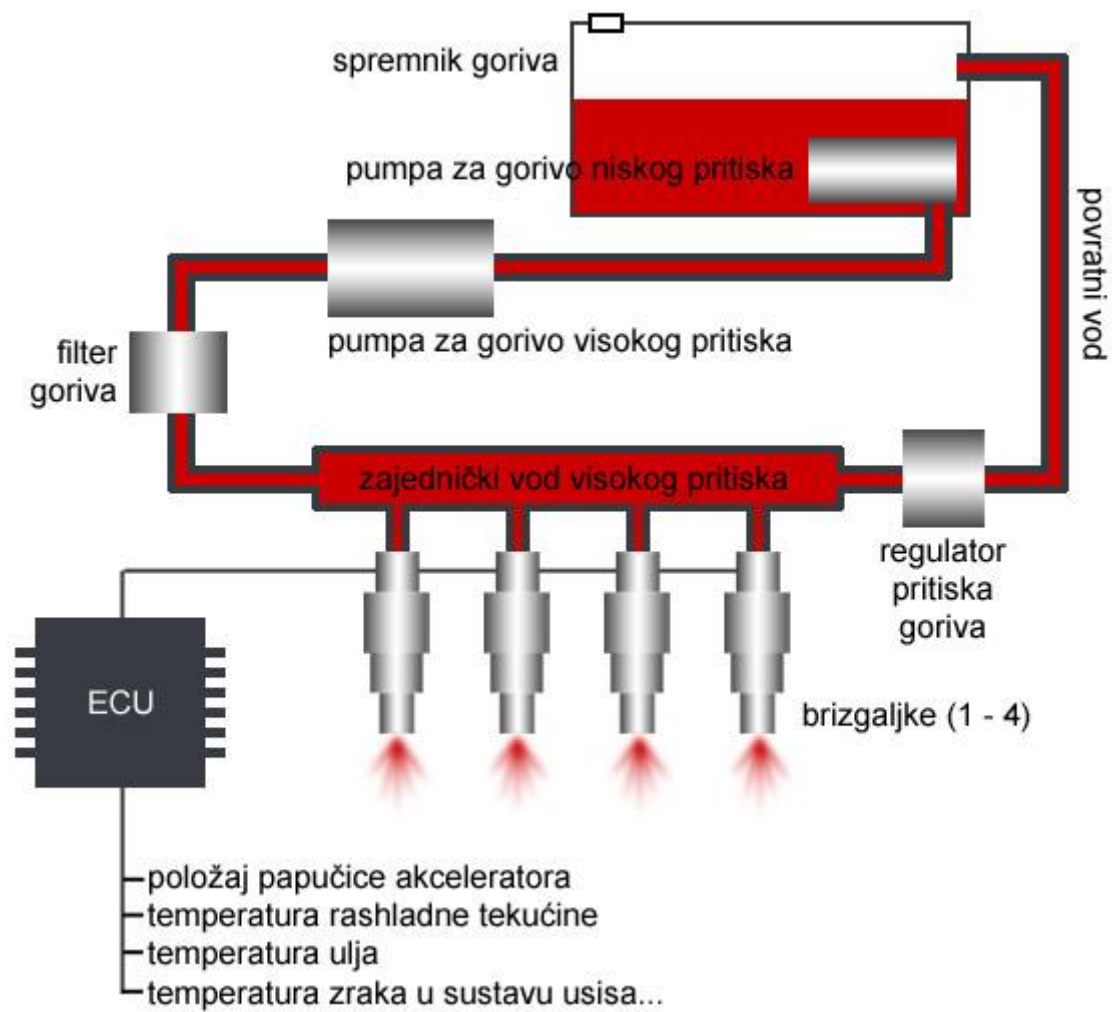 spremnik goriva
pumpa za gorivo niskog pritiska
povratni vod
pumpa za gorivo visokog pritiska
filter
goriva
zajednički vod visokog pritiska
regulator
pritiska
goriva
ECU
brizgaljke (1 - 4)
položaj papučice akceleratora
temperatura rashladne tekućine
temperatura ulja
temperatura zraka u sustavu usisa...